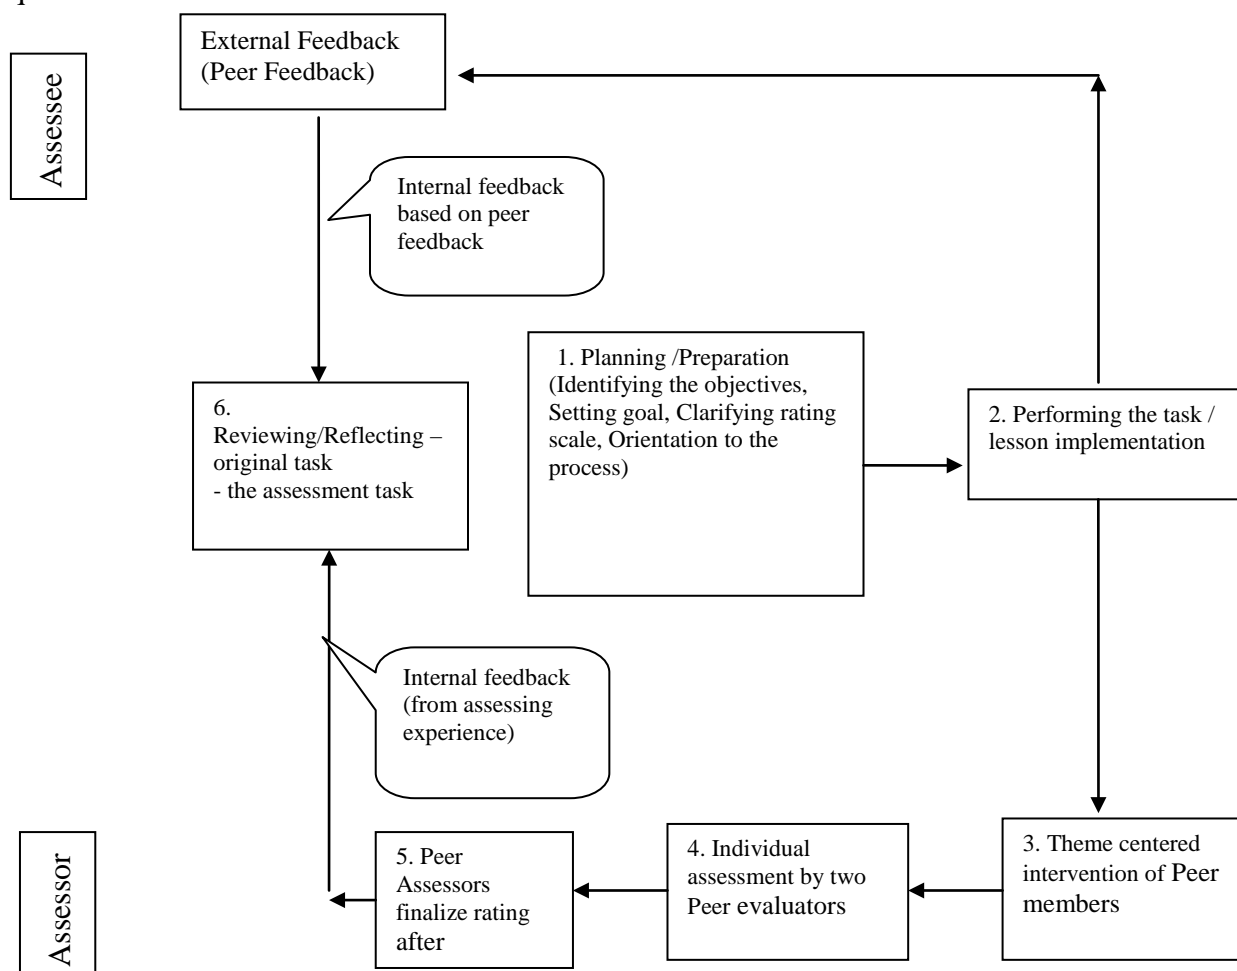 External Feedback
(Peer Feedback)
Assessee
Internal feedback
based on peer
feedback
1. Planning /Preparation
(Identifying the objectives,
Setting goal, Clarifying rating
scale, Orientation to the
process)
2. Performing the task /
lesson implementation
6.
Reviewing/Reflecting –
original task
- the assessment task
Internal feedback
(from assessing
experience)
Assessor
5. Peer
Assessors
finalize rating
after
4. Individual
assessment by two
Peer evaluators
3. Theme centered
intervention of Peer
members